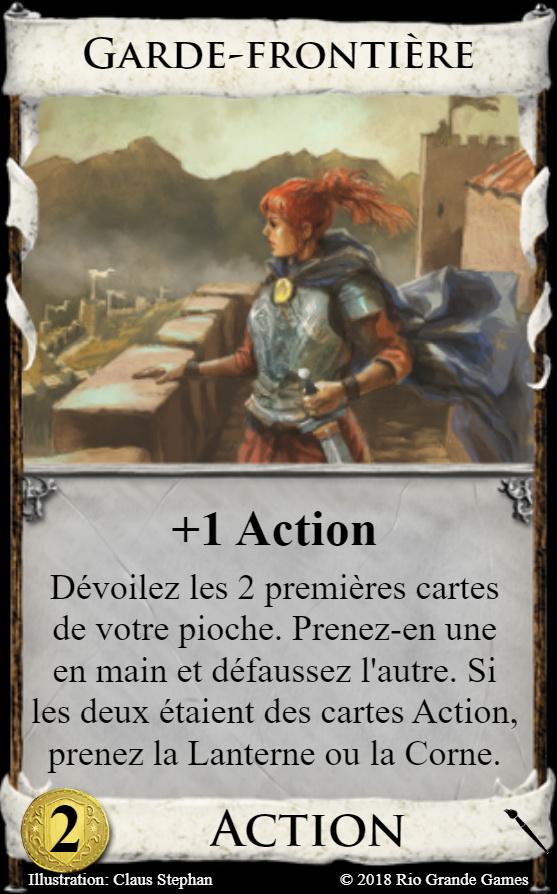 Garde-frontière
+1 Action
Dévoilez les 2 premières cartes
de votre pioche. Prenez-en une
en main et défaussez l'autre. Si
les deux étaient des cartes Action,
prenez la Lanterne ou la Corne.
2
Action
Illustration: Claus Stephan
© 2018 Rio Grande Games